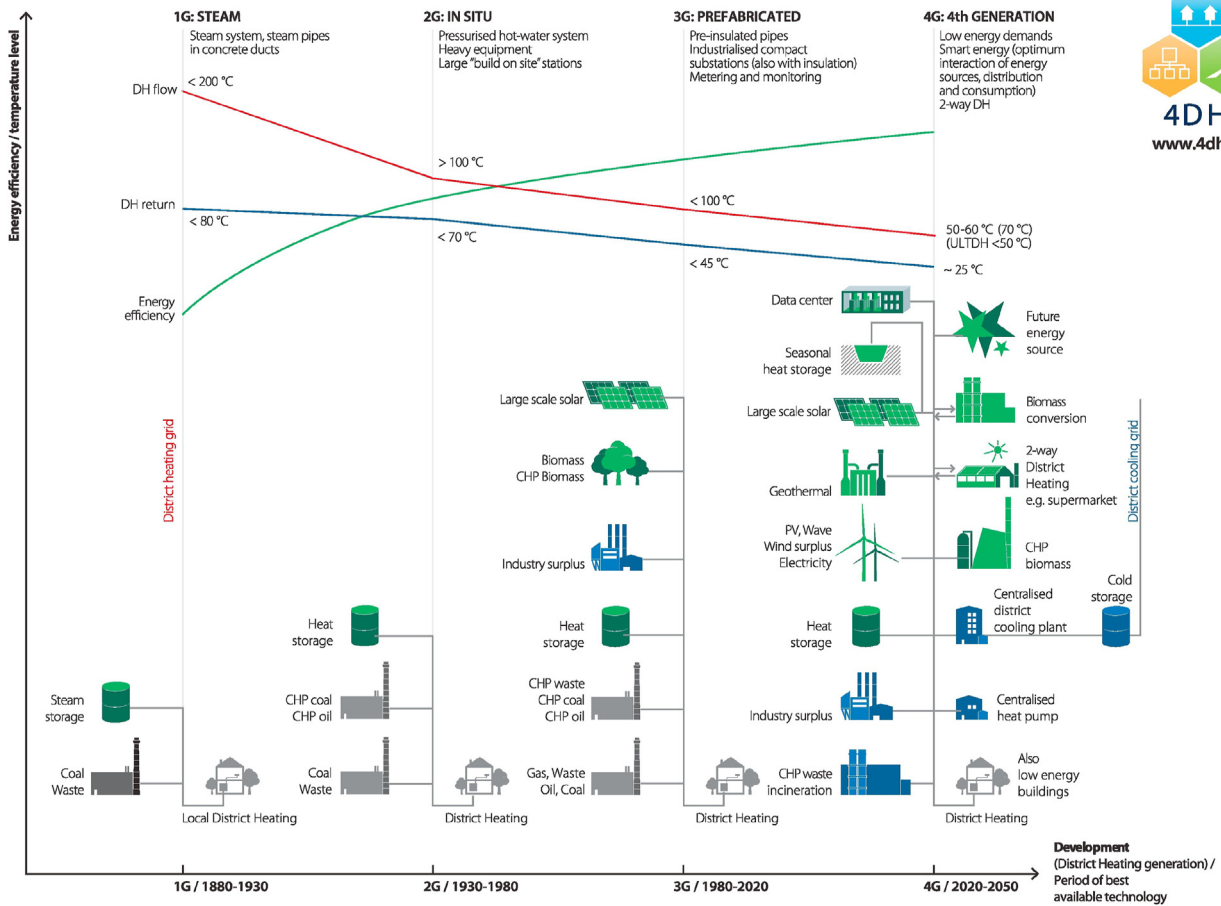 1G: STEAM
Steam system, steam pipes
in concrete ducts
2G: IN SITU
Pressurised hot-water system
Heavy equipment
Large "build on site" stations
3G: PREFABRICATED
Pre-insulated pipes
Industrialised compact
substations (also with insulation)
Metering and monitoring
4G: 4th GENERATION
Low energy demands
Smart energy (optimum
interaction of energy
sources, distribution
and consumption)
2-way DH
4DH
www.4dh
Energy efficiency / temperature level
DH flow
< 200 °C
> 100 °C
< 100 °C
50-60 °C (70 °C)
(ULTDH <50 °C)
DH return
< 80 °C
< 70 °C
< 45 °C
~ 25 °C
Energy
efficiency
District heating grid
Steam
storage
Coal
Waste
Local District Heating
Heat
storage
CHP coal
CHP oil
Coal
Waste
District Heating
Large scale solar
Biomass
CHP Biomass
Industry surplus
Heat
storage
CHP waste
CHP coal
CHP oil
Gas, Waste
Oil, Coal
District Heating
Data center
Seasonal
heat storage
Large scale solar
Geothermal
PV, Wave
Wind surplus
Electricity
Heat
storage
Industry surplus
CHP waste
incineration
District Heating
Future
energy
source
Biomass
conversion
2-way
District
Heating
e.g. supermarket
CHP
biomass
Centralised
district
cooling plant
Cold
storage
Centralised
heat pump
Also
low energy
buildings
District cooling grid
1G / 1880-1930
2G / 1930-1980
3G / 1980-2020
4G / 2020-2050
Development
(District Heating generation) /
Period of best
available technology